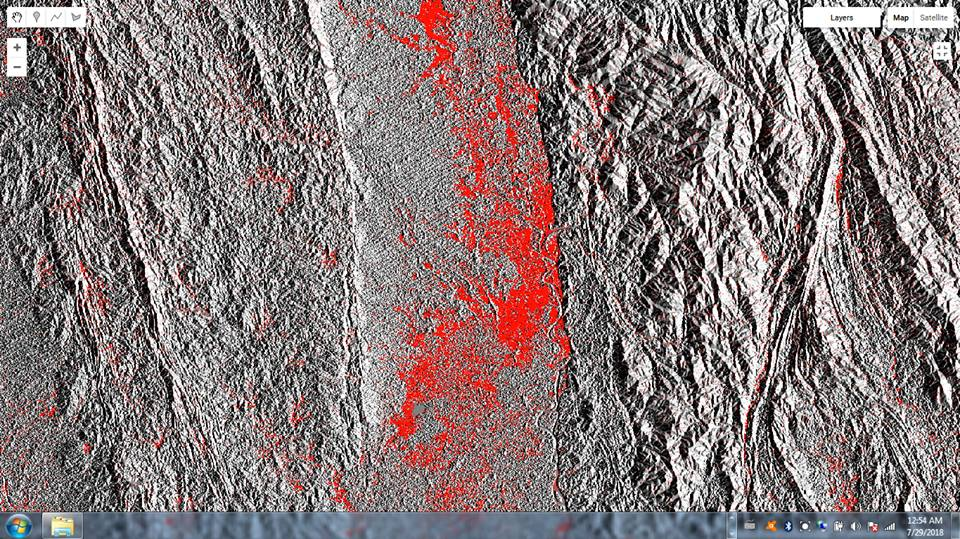 Layers
Map Satellite
+
−
12:54 AM
7/29/2018